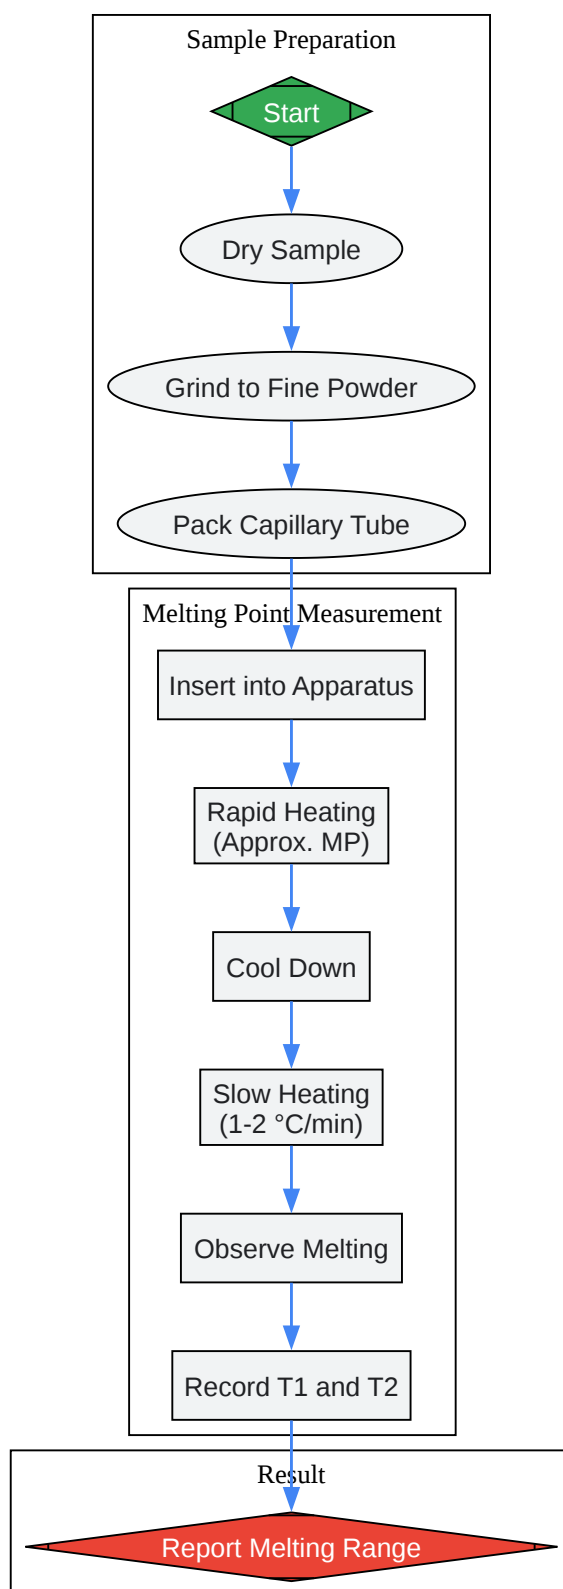 Sample Preparation
Start
Dry Sample
Grind to Fine Powder
Pack Capillary Tube
Melting Point Measurement
Insert into Apparatus
Rapid Heating
(Approx. MP)
Cool Down
Slow Heating
(1-2 °C/min)
Observe Melting
Record T1 and T2
Result
Report Melting Range